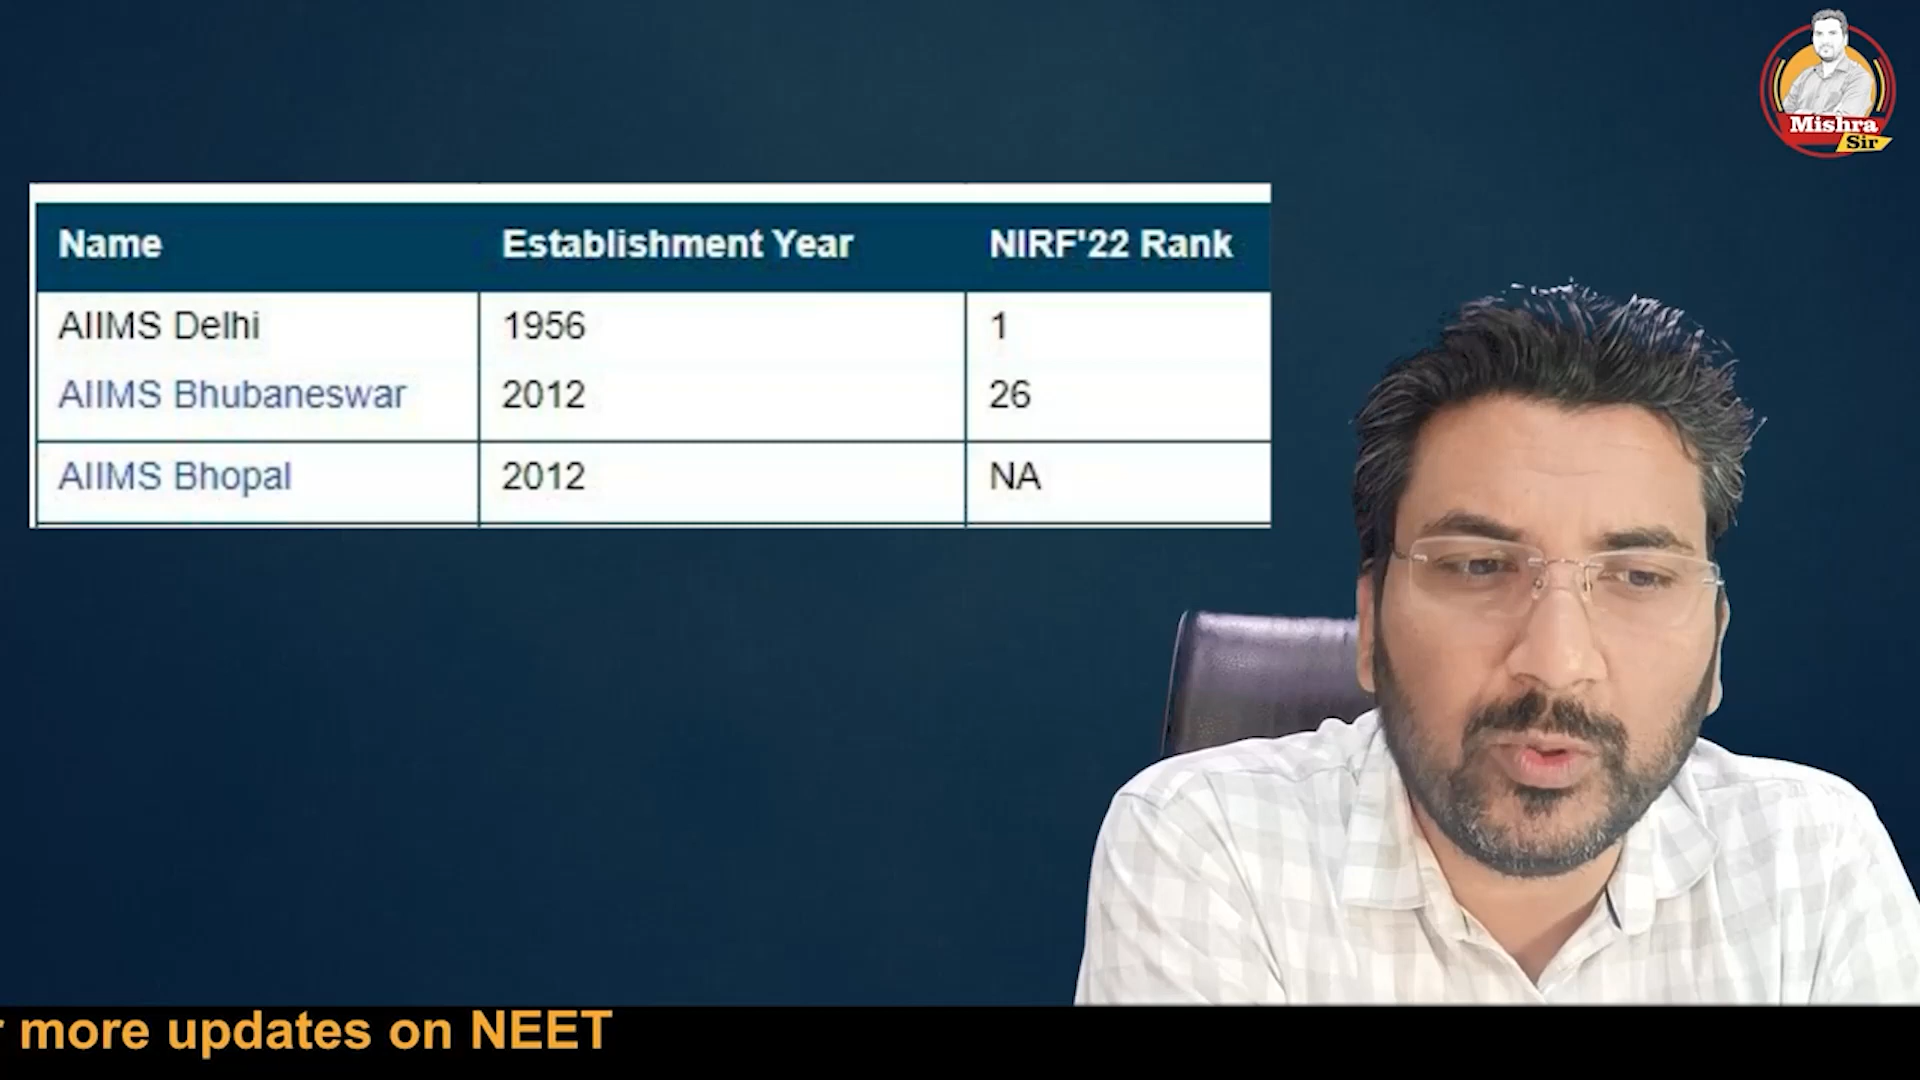 Mishra
Sir
Name Establishment Year NIRF'22 Rank
AIIMS Delhi 1956 1
AIIMS Bhubaneswar 2012 26
AIIMS Bhopal 2012 NA
more updates on NEET